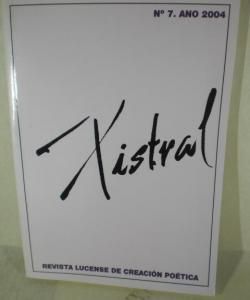 Nº 7. ANO 2004
Xistral
REVISTA LUCENSE DE CREACIÓN POÉTICA